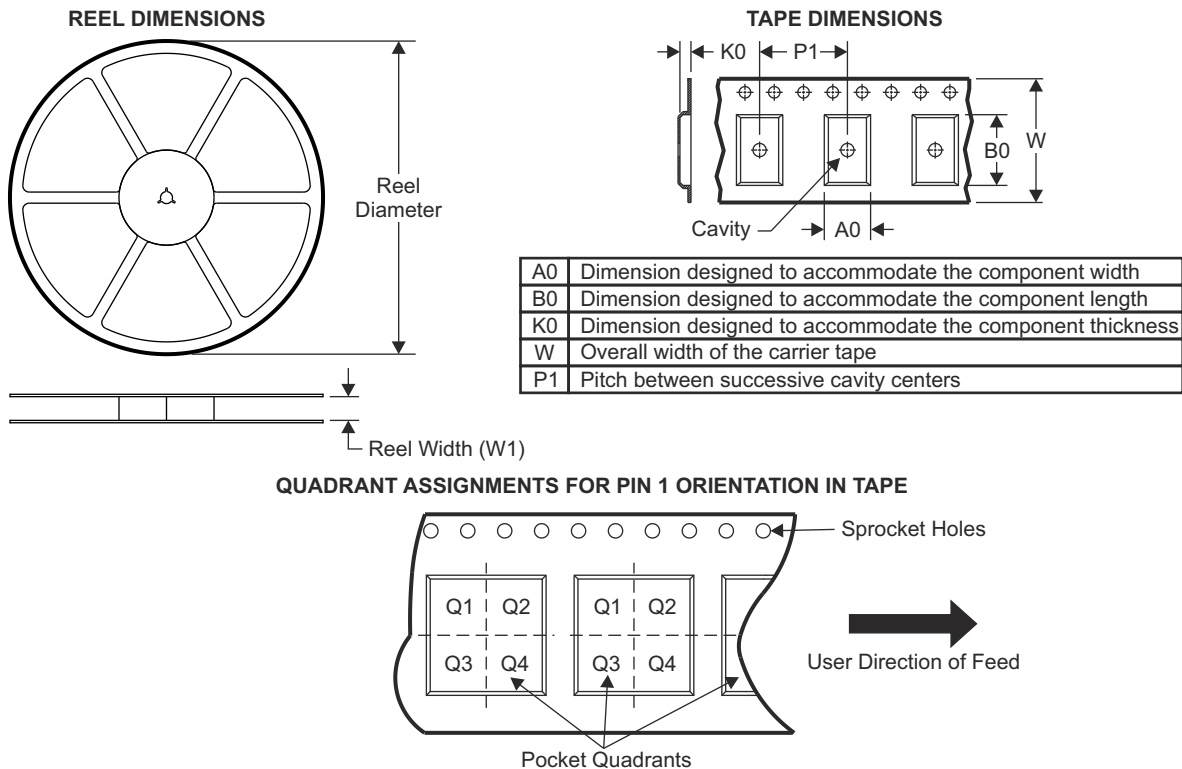 REEL DIMENSIONS
TAPE DIMENSIONS
K0
P1
B0
W
Reel
Diameter
Cavity
A0
A0 Dimension designed to accommodate the component width
B0 Dimension designed to accommodate the component length
K0 Dimension designed to accommodate the component thickness
W Overall width of the carrier tape
P1 Pitch between successive cavity centers
Reel Width (W1)
QUADRANT ASSIGNMENTS FOR PIN 1 ORIENTATION IN TAPE
Sprocket Holes
Q1 Q2 Q1 Q2
Q3 Q4 Q3 Q4
User Direction of Feed
Pocket Quadrants